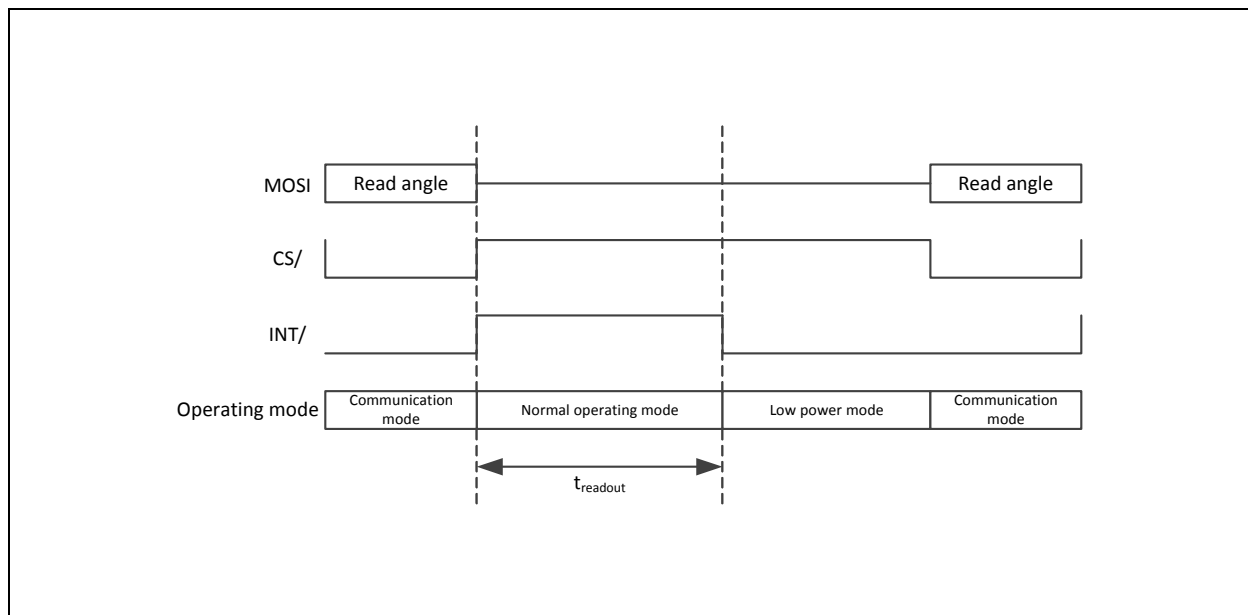 MOSI
Read angle
Read angle
CS/
INT/
Operating mode
Communication
mode
Normal operating mode
Low power mode
Communication
mode
treadout